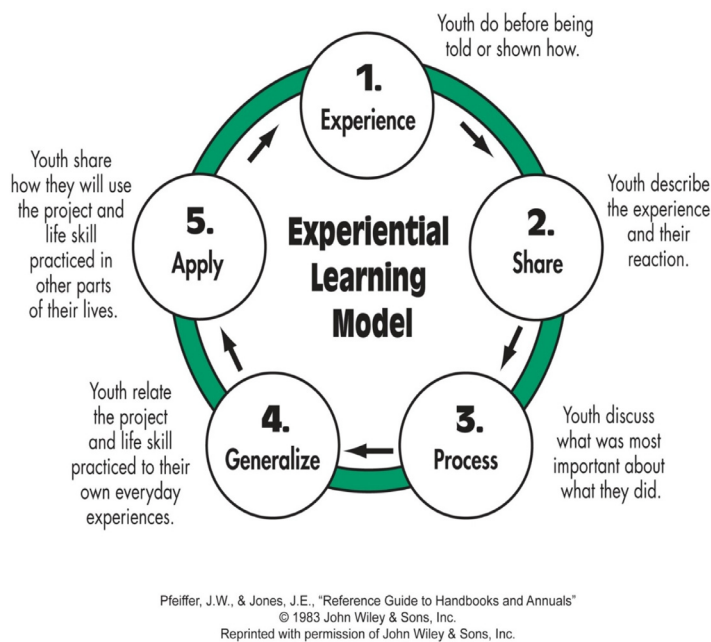 Youth do before being
told or shown how.
1.
Experience
Youth describe
the experience
and their
reaction.
2.
Share
Youth discuss
what was most
important about
what they did.
3.
Process
Youth relate
the project
and life skill
practiced to their
own everyday
experiences.
4.
Generalize
Youth share
how they will use
the project and
life skill
practiced in
other parts
of their lives.
5.
Apply
Experiential
Learning
Model
Pfeiffer, J.W., & Jones, J.E., “Reference Guide to Handbooks and Annuals”
© 1983 John Wiley & Sons, Inc.
Reprinted with permission of John Wiley & Sons, Inc.